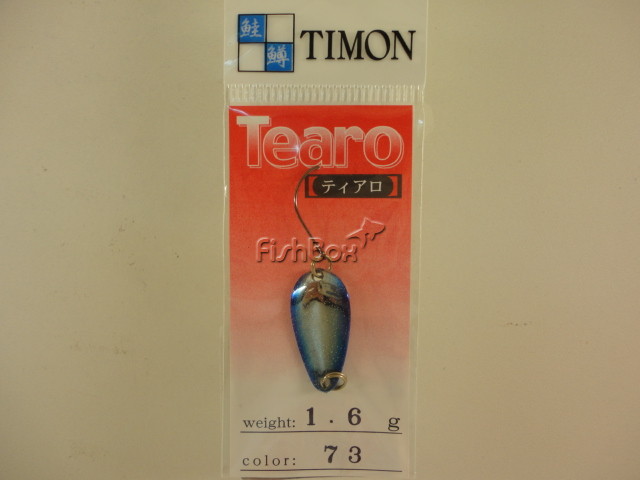 鮭
鱒
TIMON
Tearo
【ティアロ】
FishBox
weight: 1.6 g
color: 73